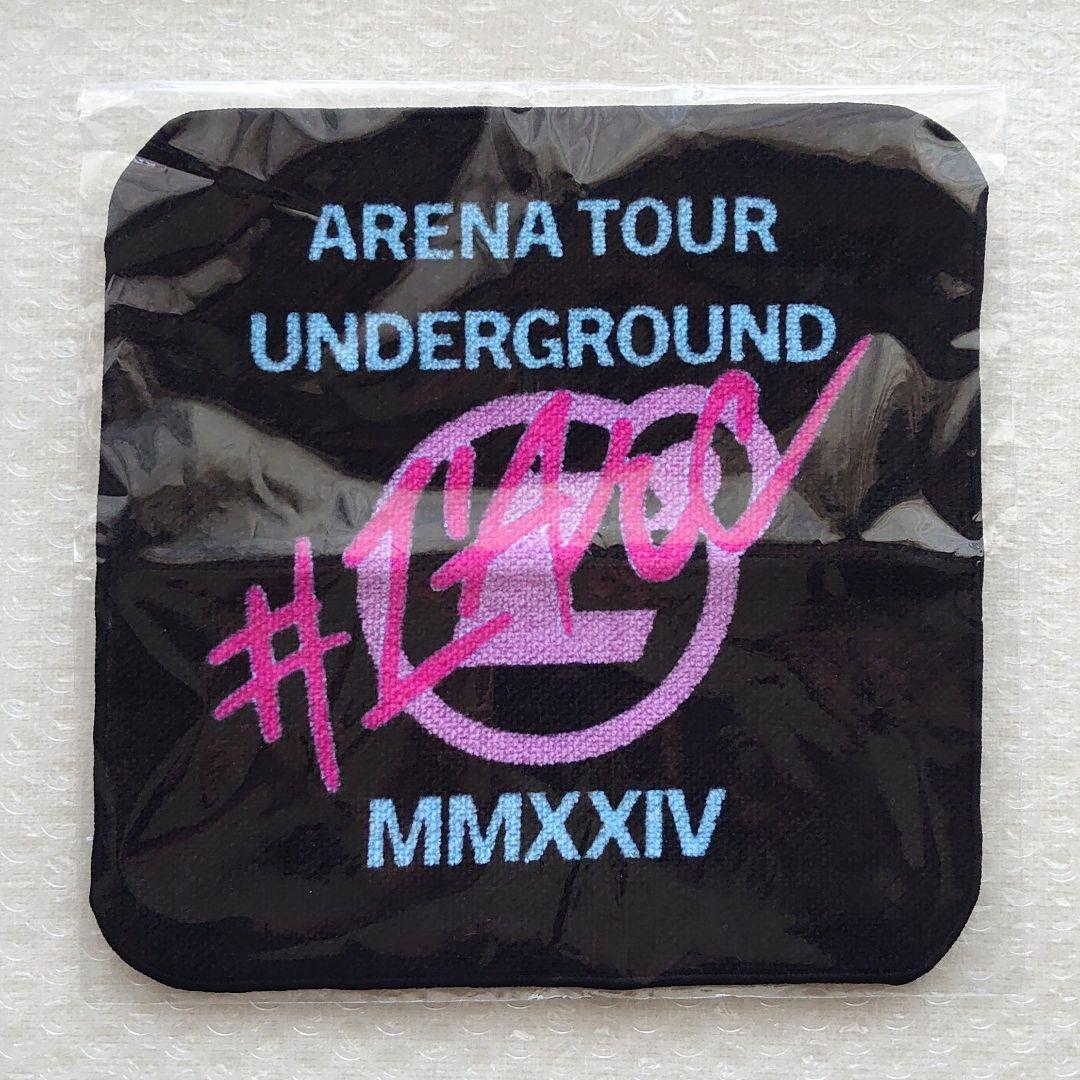 ARENA TOUR
UNDERGROUND
#L'Arc
L
MMXXIV